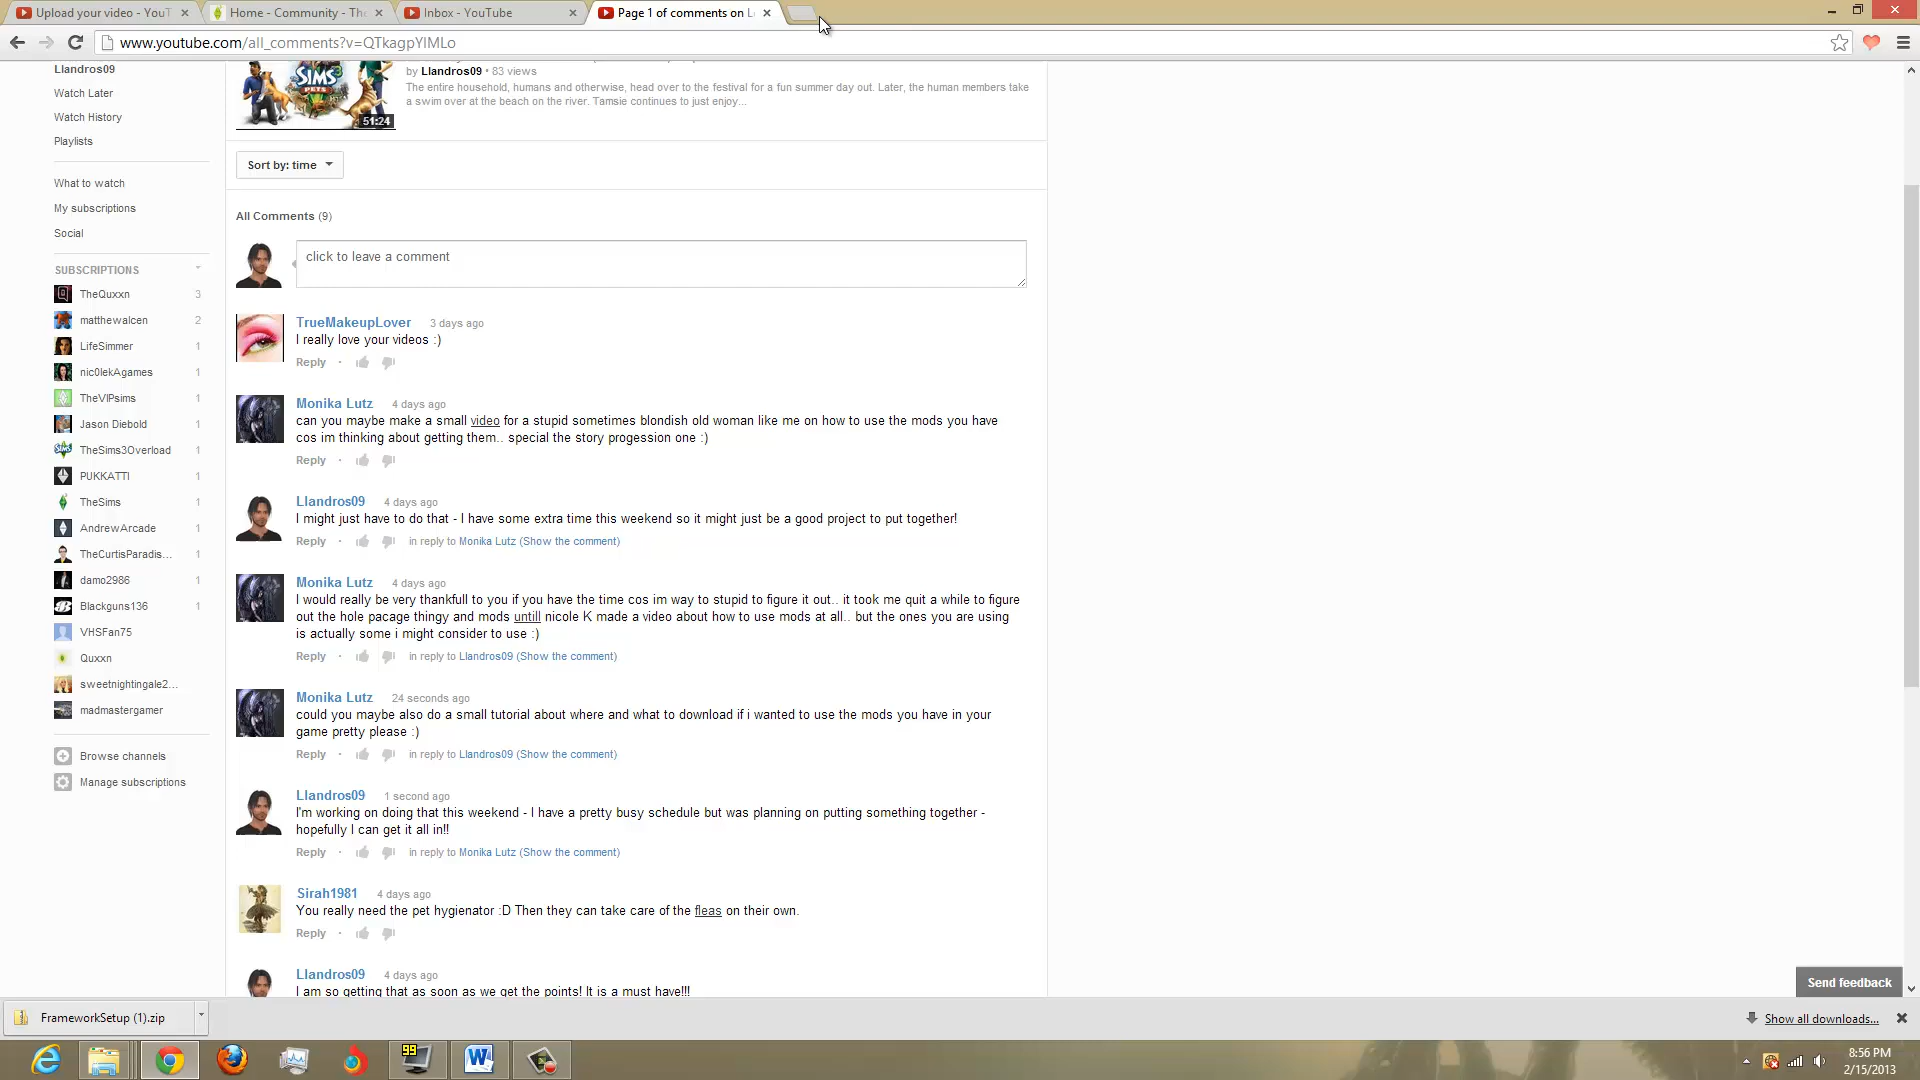 Upload your video - YouT
Home - Community - The
Inbox - YouTube
Page 1 of comments on L
www.youtube.com/all_comments?v=QTkagpYlMLo
Llandros09
Watch Later
Watch History
Playlists
What to watch
My subscriptions
Social
SUBSCRIPTIONS
TheQuxxn 3
matthewalcen 2
LifeSimmer 1
nic0lekAgames 1
TheVIPsims 1
Jason Diebold 1
TheSims3Overload 1
PUKKATTI 1
TheSims 1
AndrewArcade 1
TheCurtisParadis... 1
damo2986 1
Blackguns136 1
VHSFan75
Quxxn
sweetnightingale2...
madmastergamer
Browse channels
Manage subscriptions
THE SIMS 3
PETS
51:24
by Llandros09 • 83 views
The entire household, humans and otherwise, head over to the festival for a fun summer day out. Later, the human members take
a swim over at the beach on the river. Tamsie continues to just enjoy...
Sort by: time
All Comments (9)
click to leave a comment
TrueMakeupLover 3 days ago
I really love your videos :)
Reply ·
Monika Lutz 4 days ago
can you maybe make a small video for a stupid sometimes blondish old woman like me on how to use the mods you have
cos im thinking about getting them.. special the story progession one :)
Reply ·
Llandros09 4 days ago
I might just have to do that - I have some extra time this weekend so it might just be a good project to put together!
Reply · in reply to Monika Lutz (Show the comment)
Monika Lutz 4 days ago
I would really be very thankfull to you if you have the time cos im way to stupid to figure it out.. it took me quit a while to figure
out the hole pacage thingy and mods untill nicole K made a video about how to use mods at all.. but the ones you are using
is actually some i might consider to use :)
Reply · in reply to Llandros09 (Show the comment)
Monika Lutz 24 seconds ago
could you maybe also do a small tutorial about where and what to download if i wanted to use the mods you have in your
game pretty please :)
Reply · in reply to Llandros09 (Show the comment)
Llandros09 1 second ago
I'm working on doing that this weekend - I have a pretty busy schedule but was planning on putting something together -
hopefully I can get it all in!!
Reply · in reply to Monika Lutz (Show the comment)
Sirah1981 4 days ago
You really need the pet hygienator :D Then they can take care of the fleas on their own.
Reply ·
Llandros09 4 days ago
I am so getting that as soon as we get the points! It is a must have!!!
Send feedback
FrameworkSetup (1).zip
Show all downloads...
99
8:56 PM
2/15/2013